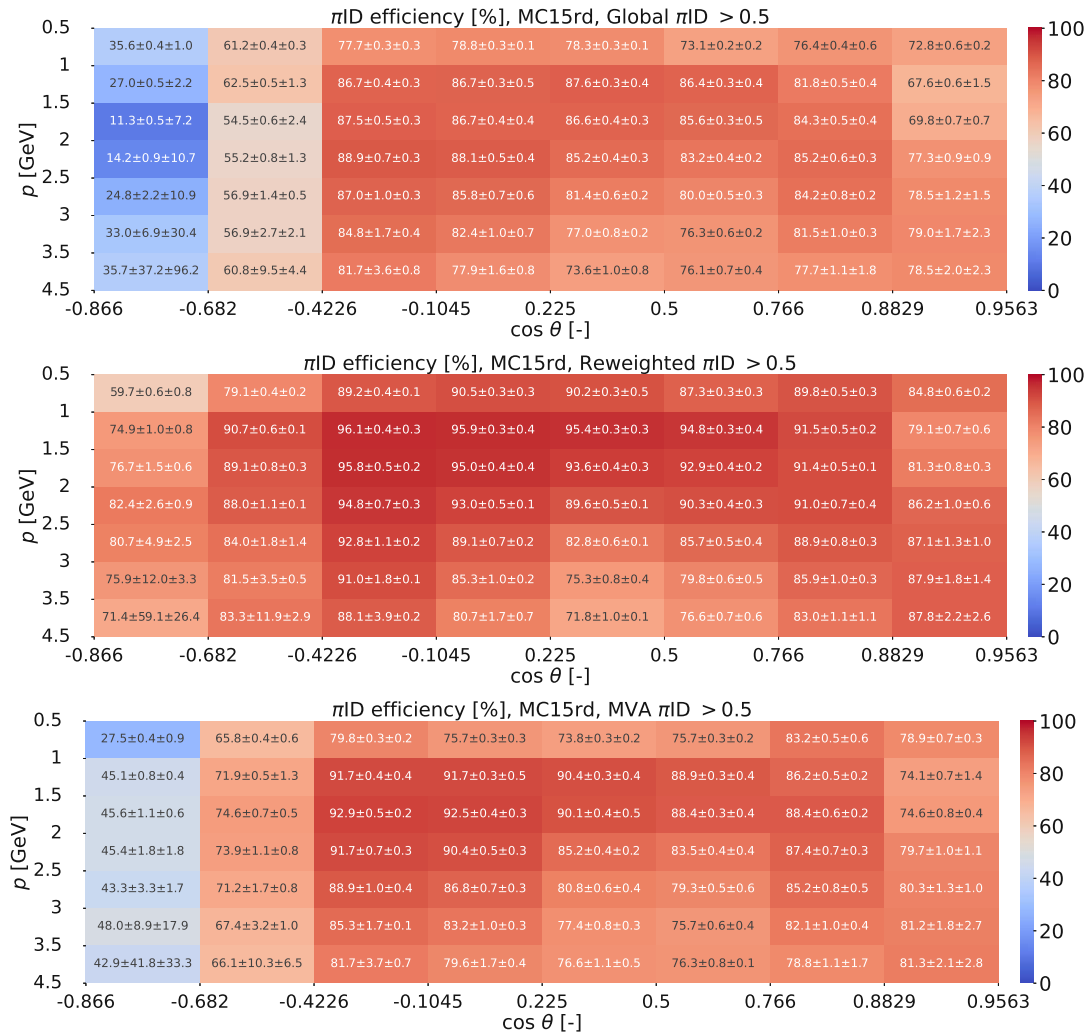 πID efficiency [%], MC15rd, Global πID > 0.5
0.5 35.6±0.4±1.0 61.2±0.4±0.3 77.7±0.3±0.3 78.8±0.3±0.1 78.3±0.3±0.1 73.1±0.2±0.2 76.4±0.4±0.6 72.8±0.6±0.2 100
1 27.0±0.5±2.2 62.5±0.5±1.3 86.7±0.4±0.3 86.7±0.3±0.5 87.6±0.3±0.4 86.4±0.3±0.4 81.8±0.5±0.4 67.6±0.6±1.5 80
1.5 11.3±0.5±7.2 54.5±0.6±2.4 87.5±0.5±0.3 86.7±0.4±0.4 86.6±0.4±0.3 85.6±0.3±0.5 84.3±0.5±0.4 69.8±0.7±0.7 60
2 14.2±0.9±10.7 55.2±0.8±1.3 88.9±0.7±0.3 88.1±0.5±0.4 85.2±0.4±0.3 83.2±0.4±0.2 85.2±0.6±0.3 77.3±0.9±0.9
2.5 24.8±2.2±10.9 56.9±1.4±0.5 87.0±1.0±0.3 85.8±0.7±0.6 81.4±0.6±0.2 80.0±0.5±0.3 84.2±0.8±0.2 78.5±1.2±1.5 40
3 33.0±6.9±30.4 56.9±2.7±2.1 84.8±1.7±0.4 82.4±1.0±0.7 77.0±0.8±0.2 76.3±0.6±0.2 81.5±1.0±0.3 79.0±1.7±2.3 20
3.5 35.7±37.2±96.2 60.8±9.5±4.4 81.7±3.6±0.8 77.9±1.6±0.8 73.6±1.0±0.8 76.1±0.7±0.4 77.7±1.1±1.8 78.5±2.0±2.3
4.5 0
p [GeV]
-0.866 -0.682 -0.4226 -0.1045 0.225 0.5 0.766 0.8829 0.9563
cos θ [-]
πID efficiency [%], MC15rd, Reweighted πID > 0.5
0.5 59.7±0.6±0.8 79.1±0.4±0.2 89.2±0.4±0.1 90.5±0.3±0.3 90.2±0.3±0.5 87.3±0.3±0.3 89.8±0.5±0.3 84.8±0.6±0.2 100
1 74.9±1.0±0.8 90.7±0.6±0.1 96.1±0.4±0.3 95.9±0.3±0.4 95.4±0.3±0.3 94.8±0.3±0.4 91.5±0.5±0.2 79.1±0.7±0.6 80
1.5 76.7±1.5±0.6 89.1±0.8±0.3 95.8±0.5±0.2 95.0±0.4±0.4 93.6±0.4±0.3 92.9±0.4±0.2 91.4±0.5±0.1 81.3±0.8±0.3 60
2 82.4±2.6±0.9 88.0±1.1±0.1 94.8±0.7±0.3 93.0±0.5±0.1 89.6±0.5±0.1 90.3±0.4±0.3 91.0±0.7±0.4 86.2±1.0±0.6
2.5 80.7±4.9±2.5 84.0±1.8±1.4 92.8±1.1±0.2 89.1±0.7±0.2 82.8±0.6±0.1 85.7±0.5±0.4 88.9±0.8±0.3 87.1±1.3±1.0 40
3 75.9±12.0±3.3 81.5±3.5±0.5 91.0±1.8±0.1 85.3±1.0±0.2 75.3±0.8±0.4 79.8±0.6±0.5 85.9±1.0±0.3 87.9±1.8±1.4 20
3.5 71.4±59.1±26.4 83.3±11.9±2.9 88.1±3.9±0.2 80.7±1.7±0.7 71.8±1.0±0.1 76.6±0.7±0.6 83.0±1.1±1.1 87.8±2.2±2.6
4.5 0
p [GeV]
-0.866 -0.682 -0.4226 -0.1045 0.225 0.5 0.766 0.8829 0.9563
cos θ [-]
πID efficiency [%], MC15rd, MVA πID > 0.5
0.5 27.5±0.4±0.9 65.8±0.4±0.6 79.8±0.3±0.2 75.7±0.3±0.3 73.8±0.3±0.2 75.7±0.3±0.2 83.2±0.5±0.6 78.9±0.7±0.3 100
1 45.1±0.8±0.4 71.9±0.5±1.3 91.7±0.4±0.4 91.7±0.3±0.5 90.4±0.3±0.4 88.9±0.3±0.4 86.2±0.5±0.2 74.1±0.7±1.4 80
1.5 45.6±1.1±0.6 74.6±0.7±0.5 92.9±0.5±0.2 92.5±0.4±0.3 90.1±0.4±0.5 88.4±0.3±0.4 88.4±0.6±0.2 74.6±0.8±0.4 60
2 45.4±1.8±1.8 73.9±1.1±0.8 91.7±0.7±0.3 90.4±0.5±0.3 85.2±0.4±0.2 83.5±0.4±0.4 87.4±0.7±0.3 79.7±1.0±1.1
2.5 43.3±3.3±1.7 71.2±1.7±0.8 88.9±1.0±0.4 86.8±0.7±0.3 80.8±0.6±0.4 79.3±0.5±0.6 85.2±0.8±0.5 80.3±1.3±1.0 40
3 48.0±8.9±17.9 67.4±3.2±1.0 85.3±1.7±0.1 83.2±1.0±0.3 77.4±0.8±0.3 75.7±0.6±0.4 82.1±1.0±0.4 81.2±1.8±2.7 20
3.5 42.9±41.8±33.3 66.1±10.3±6.5 81.7±3.7±0.7 79.6±1.7±0.4 76.6±1.1±0.5 76.3±0.8±0.1 78.8±1.1±1.7 81.3±2.1±2.8
4.5 0
p [GeV]
-0.866 -0.682 -0.4226 -0.1045 0.225 0.5 0.766 0.8829 0.9563
cos θ [-]